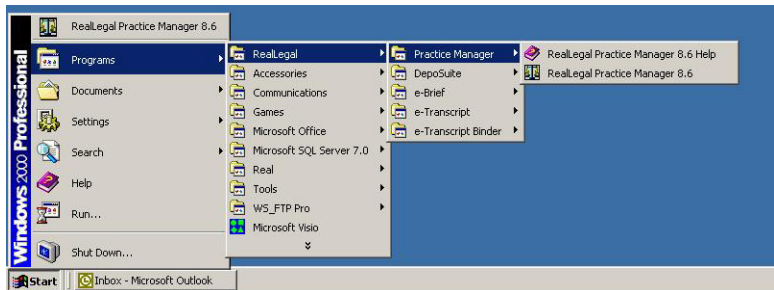 RealLegal Practice Manager 8.6
Programs
Documents
Settings
Search
Help
Run...
Shut Down...
Windows 2000 Professional
RealLegal
Accessories
Communications
Games
Microsoft Office
Microsoft SQL Server 7.0
Real
Tools
WS_FTP Pro
Microsoft Visio
Practice Manager
DepoSuite
e-Brief
e-Transcript
e-Transcript Binder
RealLegal Practice Manager 8.6 Help
RealLegal Practice Manager 8.6
Start
Inbox - Microsoft Outlook